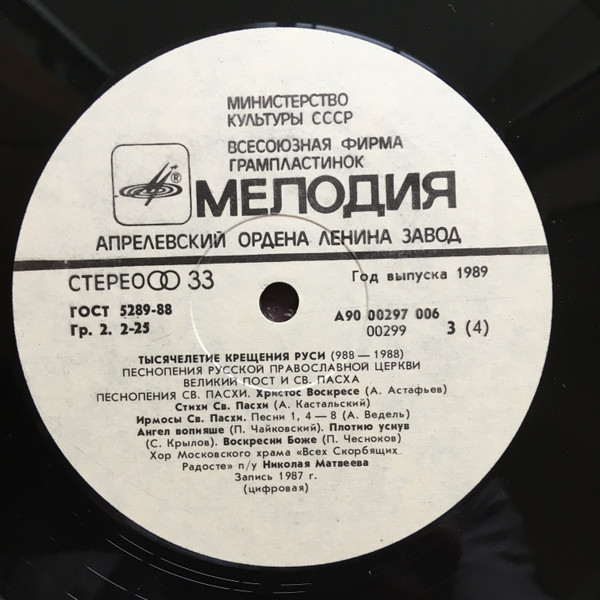 МИНИСТЕРСТВО
КУЛЬТУРЫ СССР
ВСЕСОЮЗНАЯ ФИРМА
ГРАМПЛАСТИНОК
®
МЕЛОДИЯ
АПРЕЛЕВСКИЙ ОРДЕНА ЛЕНИНА ЗАВОД
СТЕРЕО 33
Год выпуска 1989
ГОСТ 5289-88
Гр. 2. 2-25
А90 00297 006
00299
3 (4)
ТЫСЯЧЕЛЕТИЕ КРЕЩЕНИЯ РУСИ (988 — 1988)
ПЕСНОПЕНИЯ РУССКОЙ ПРАВОСЛАВНОЙ ЦЕРКВИ
ВЕЛИКИЙ ПОСТ И СВ. ПАСХА
ПЕСНОПЕНИЯ СВ. ПАСХИ. Христос Воскресе (А. Астафьев)
Стихи Св. Пасхи (А. Кастальский)
Ирмосы Св. Пасхи. Песни 1, 4 — 8 (А. Ведель)
Ангел вопияше (П. Чайковский). Плотию уснув
(С. Крылов). Воскресни Боже (П. Чесноков)
Хор Московского храма «Всех Скорбящих
Радосте» п/у Николая Матвеева
Запись 1987 г.
(цифровая)